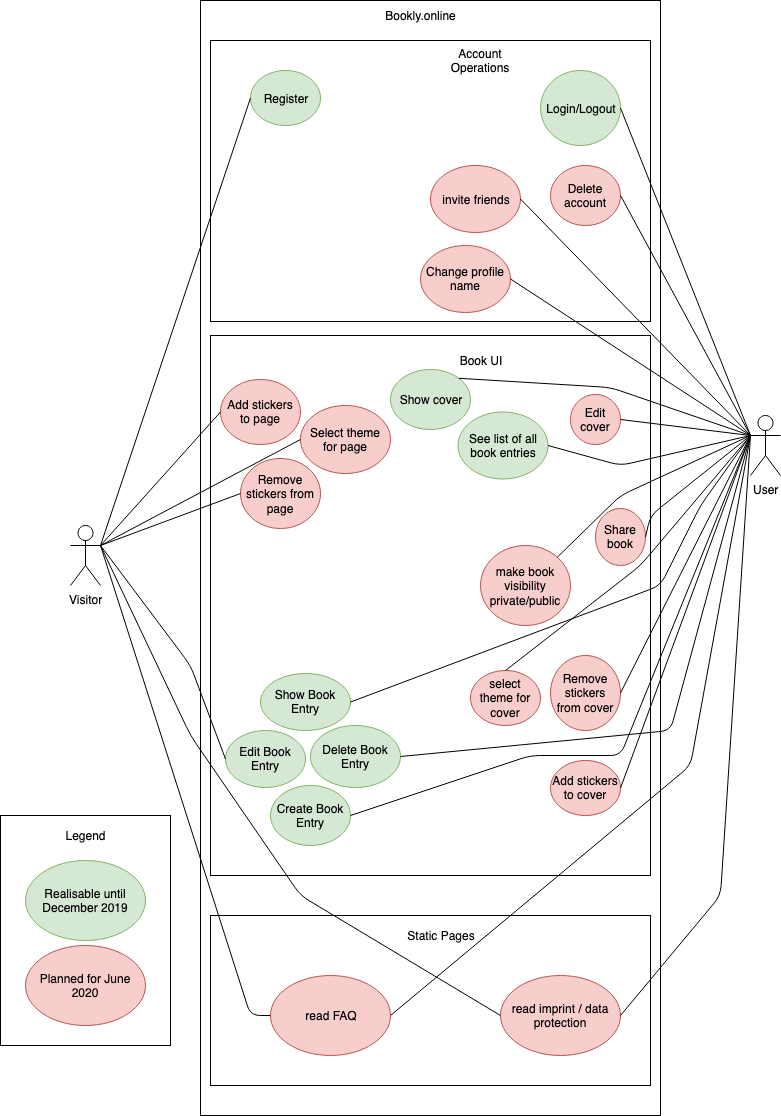 Bookly.online
Account
Operations
Register
Login/Logout
invite friends
Delete
account
Change profile
name
Book UI
Show cover
Add stickers
to page
Edit
cover
Select theme
for page
See list of all
book entries
Remove
stickers from
page
User
Share
book
Visitor
make book
visibility
private/public
Show Book
Entry
select
theme for
cover
Remove
stickers
from cover
Edit Book
Entry
Delete Book
Entry
Add stickers
to cover
Create Book
Entry
Legend
Realisable until
December 2019
Planned for June
2020
Static Pages
read FAQ
read imprint / data
protection